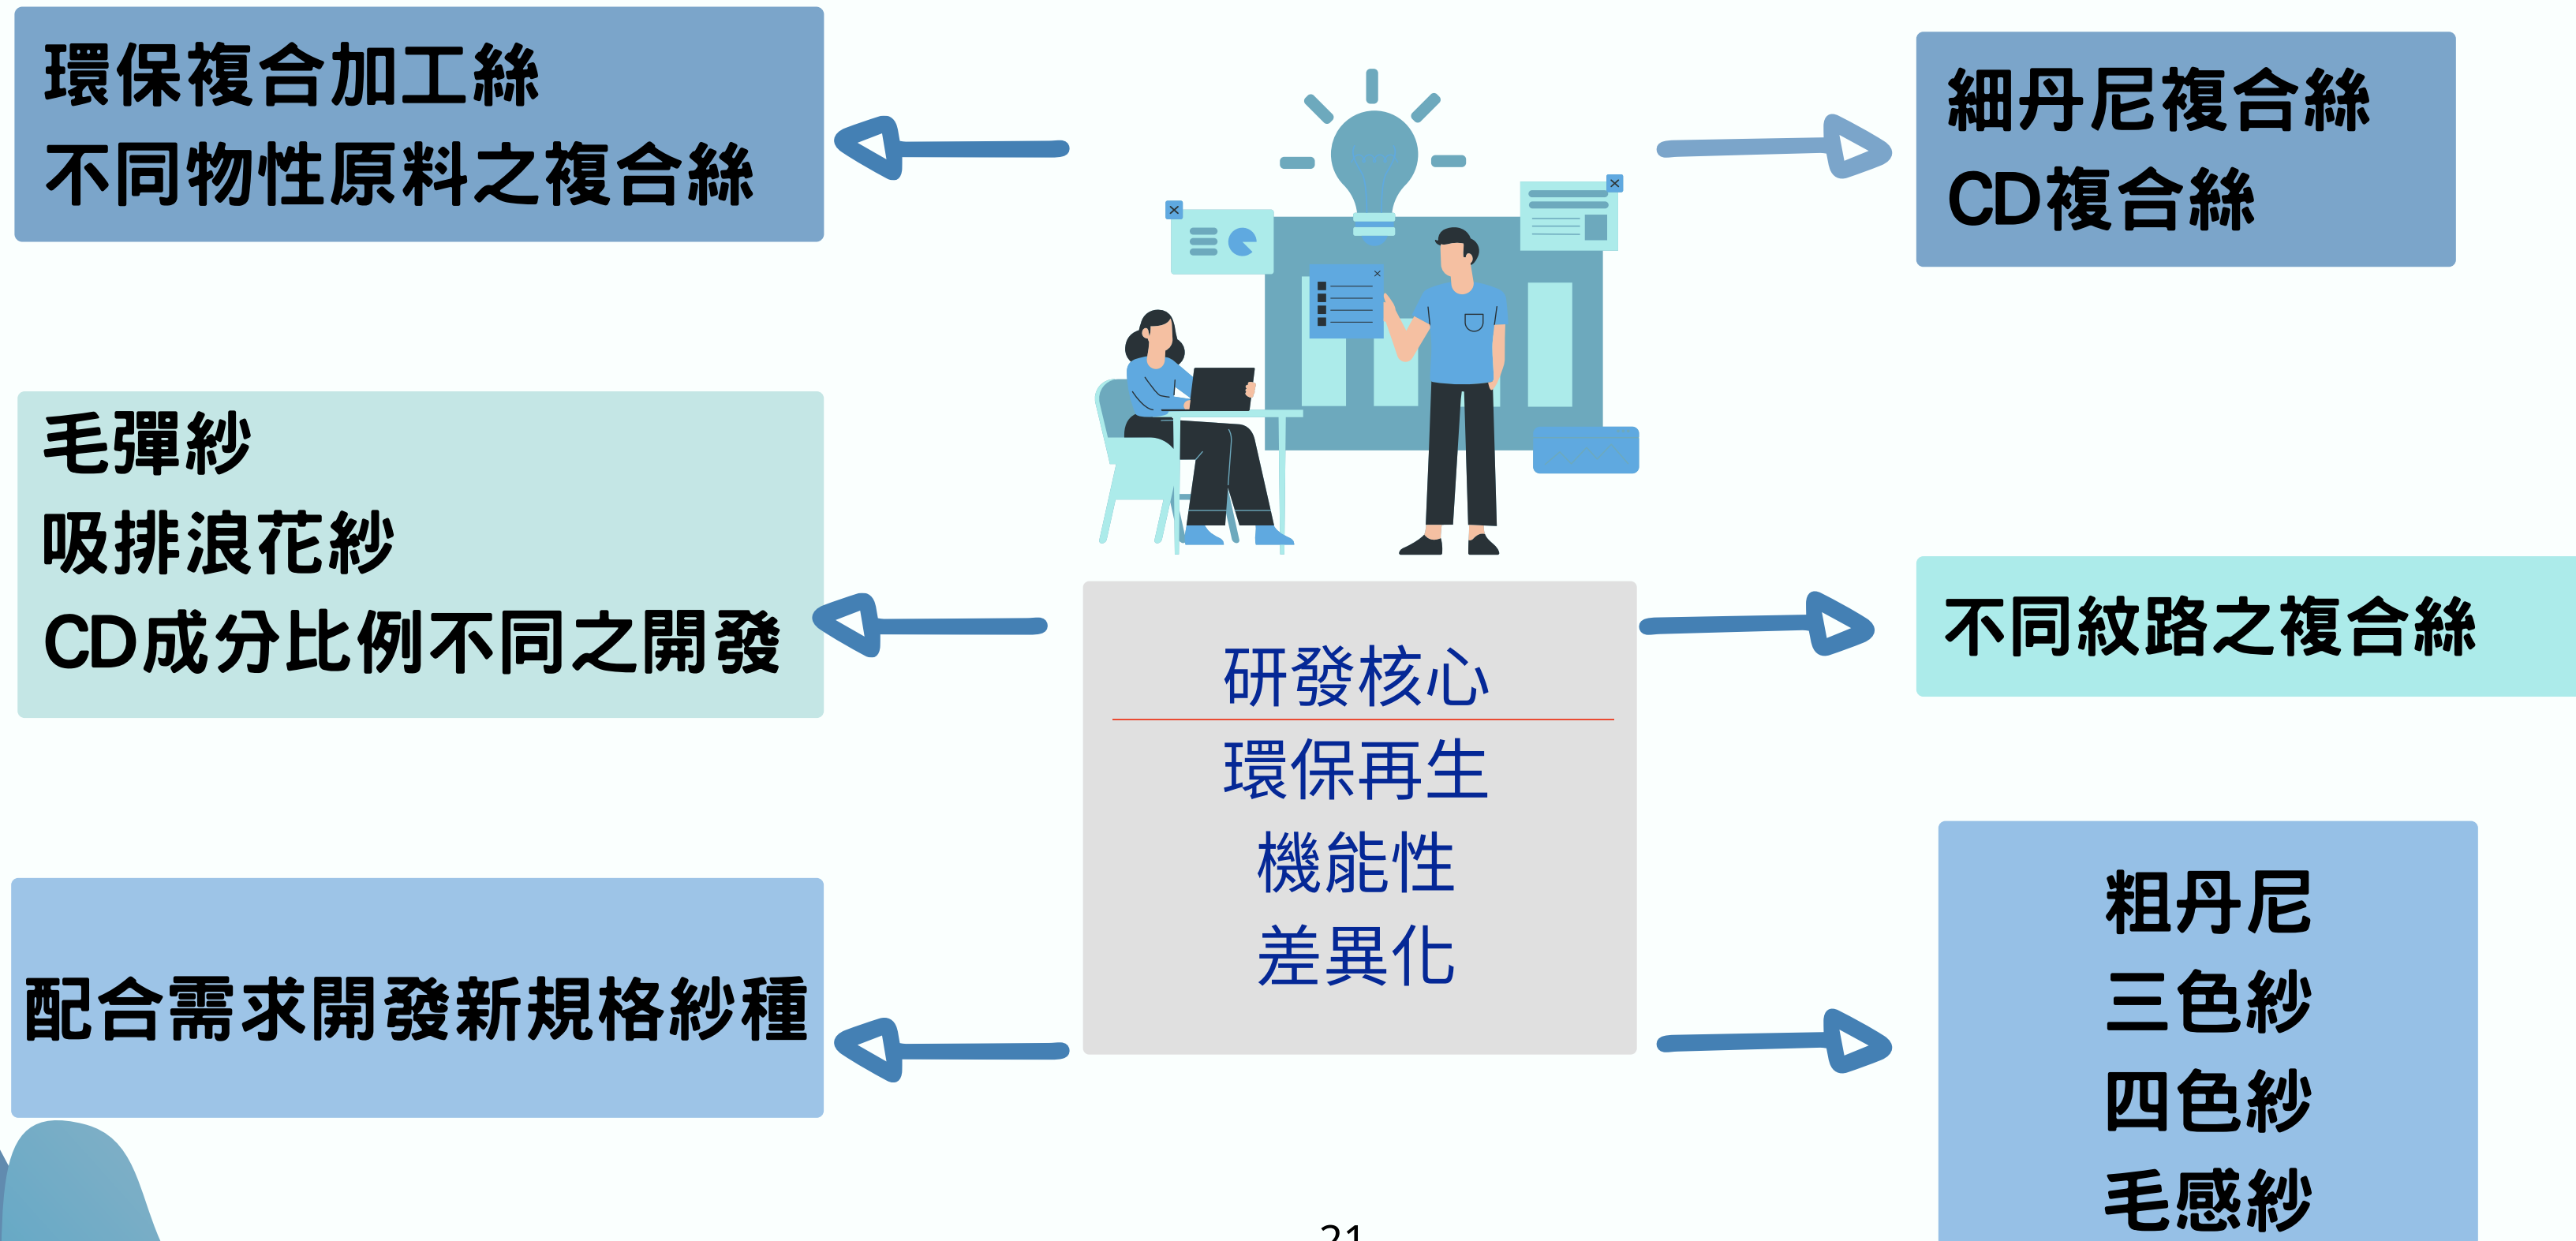 環保複合加工絲
不同物性原料之複合絲
細丹尼複合絲
CD複合絲
毛彈紗
吸排浪花紗
CD成分比例不同之開發
不同紋路之複合絲
研發核心
環保再生
機能性
差異化
配合需求開發新規格紗種
粗丹尼
三色紗
四色紗
毛感紗
21